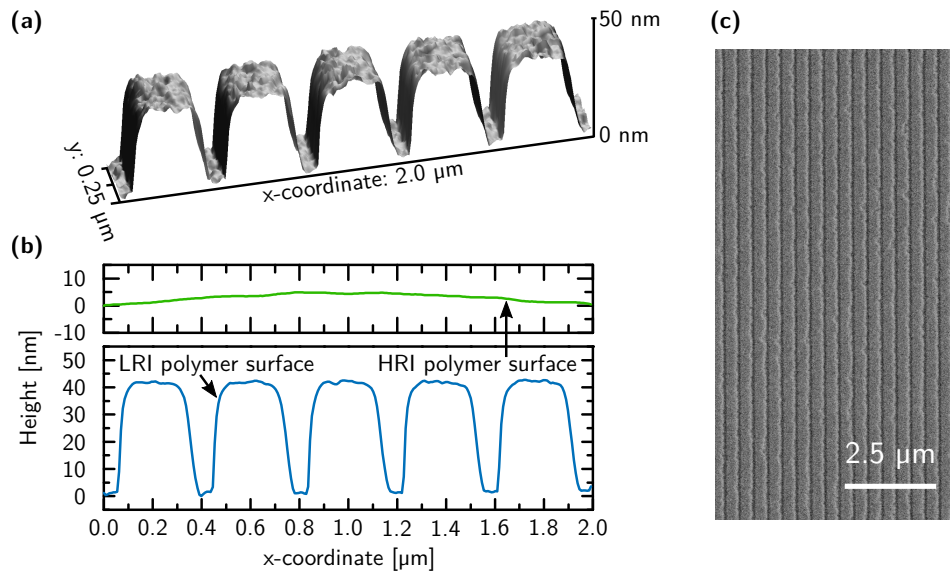 (a)
50 nm
0 nm
y: 0.25 µm
x-coordinate: 2.0 µm
(b)
10
0
-10
Height [nm]
50
40
30
20
10
0
LRI polymer surface
HRI polymer surface
0.0 0.2 0.4 0.6 0.8 1.0 1.2 1.4 1.6 1.8 2.0
x-coordinate [µm]
(c)
2.5 µm